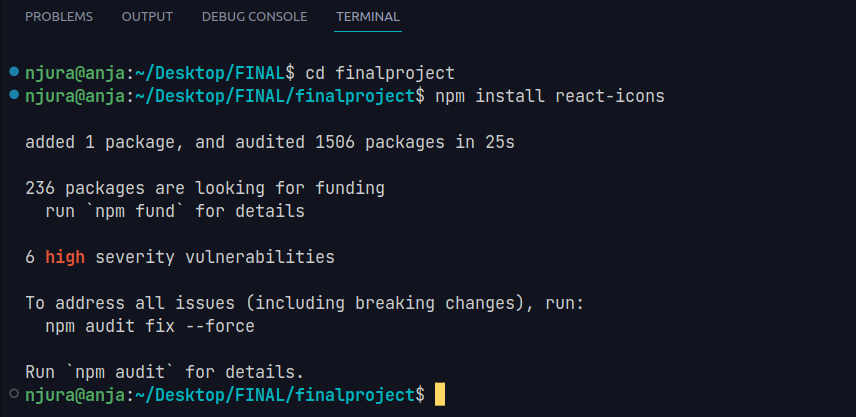 PROBLEMS OUTPUT DEBUG CONSOLE TERMINAL
njura@anja:~/Desktop/FINAL$ cd finalproject
njura@anja:~/Desktop/FINAL/finalproject$ npm install react-icons
added 1 package, and audited 1506 packages in 25s
236 packages are looking for funding
  run `npm fund` for details
6 high severity vulnerabilities
To address all issues (including breaking changes), run:
  npm audit fix --force
Run `npm audit` for details.
njura@anja:~/Desktop/FINAL/finalproject$